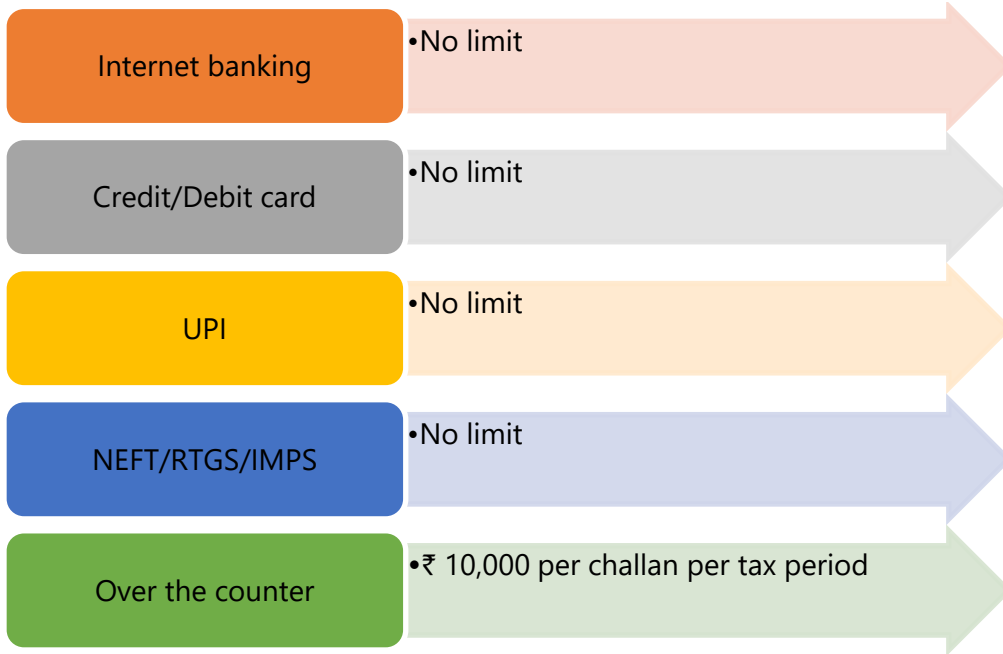 Internet banking
•No limit
Credit/Debit card
•No limit
UPI
•No limit
NEFT/RTGS/IMPS
•No limit
Over the counter
•₹ 10,000 per challan per tax period